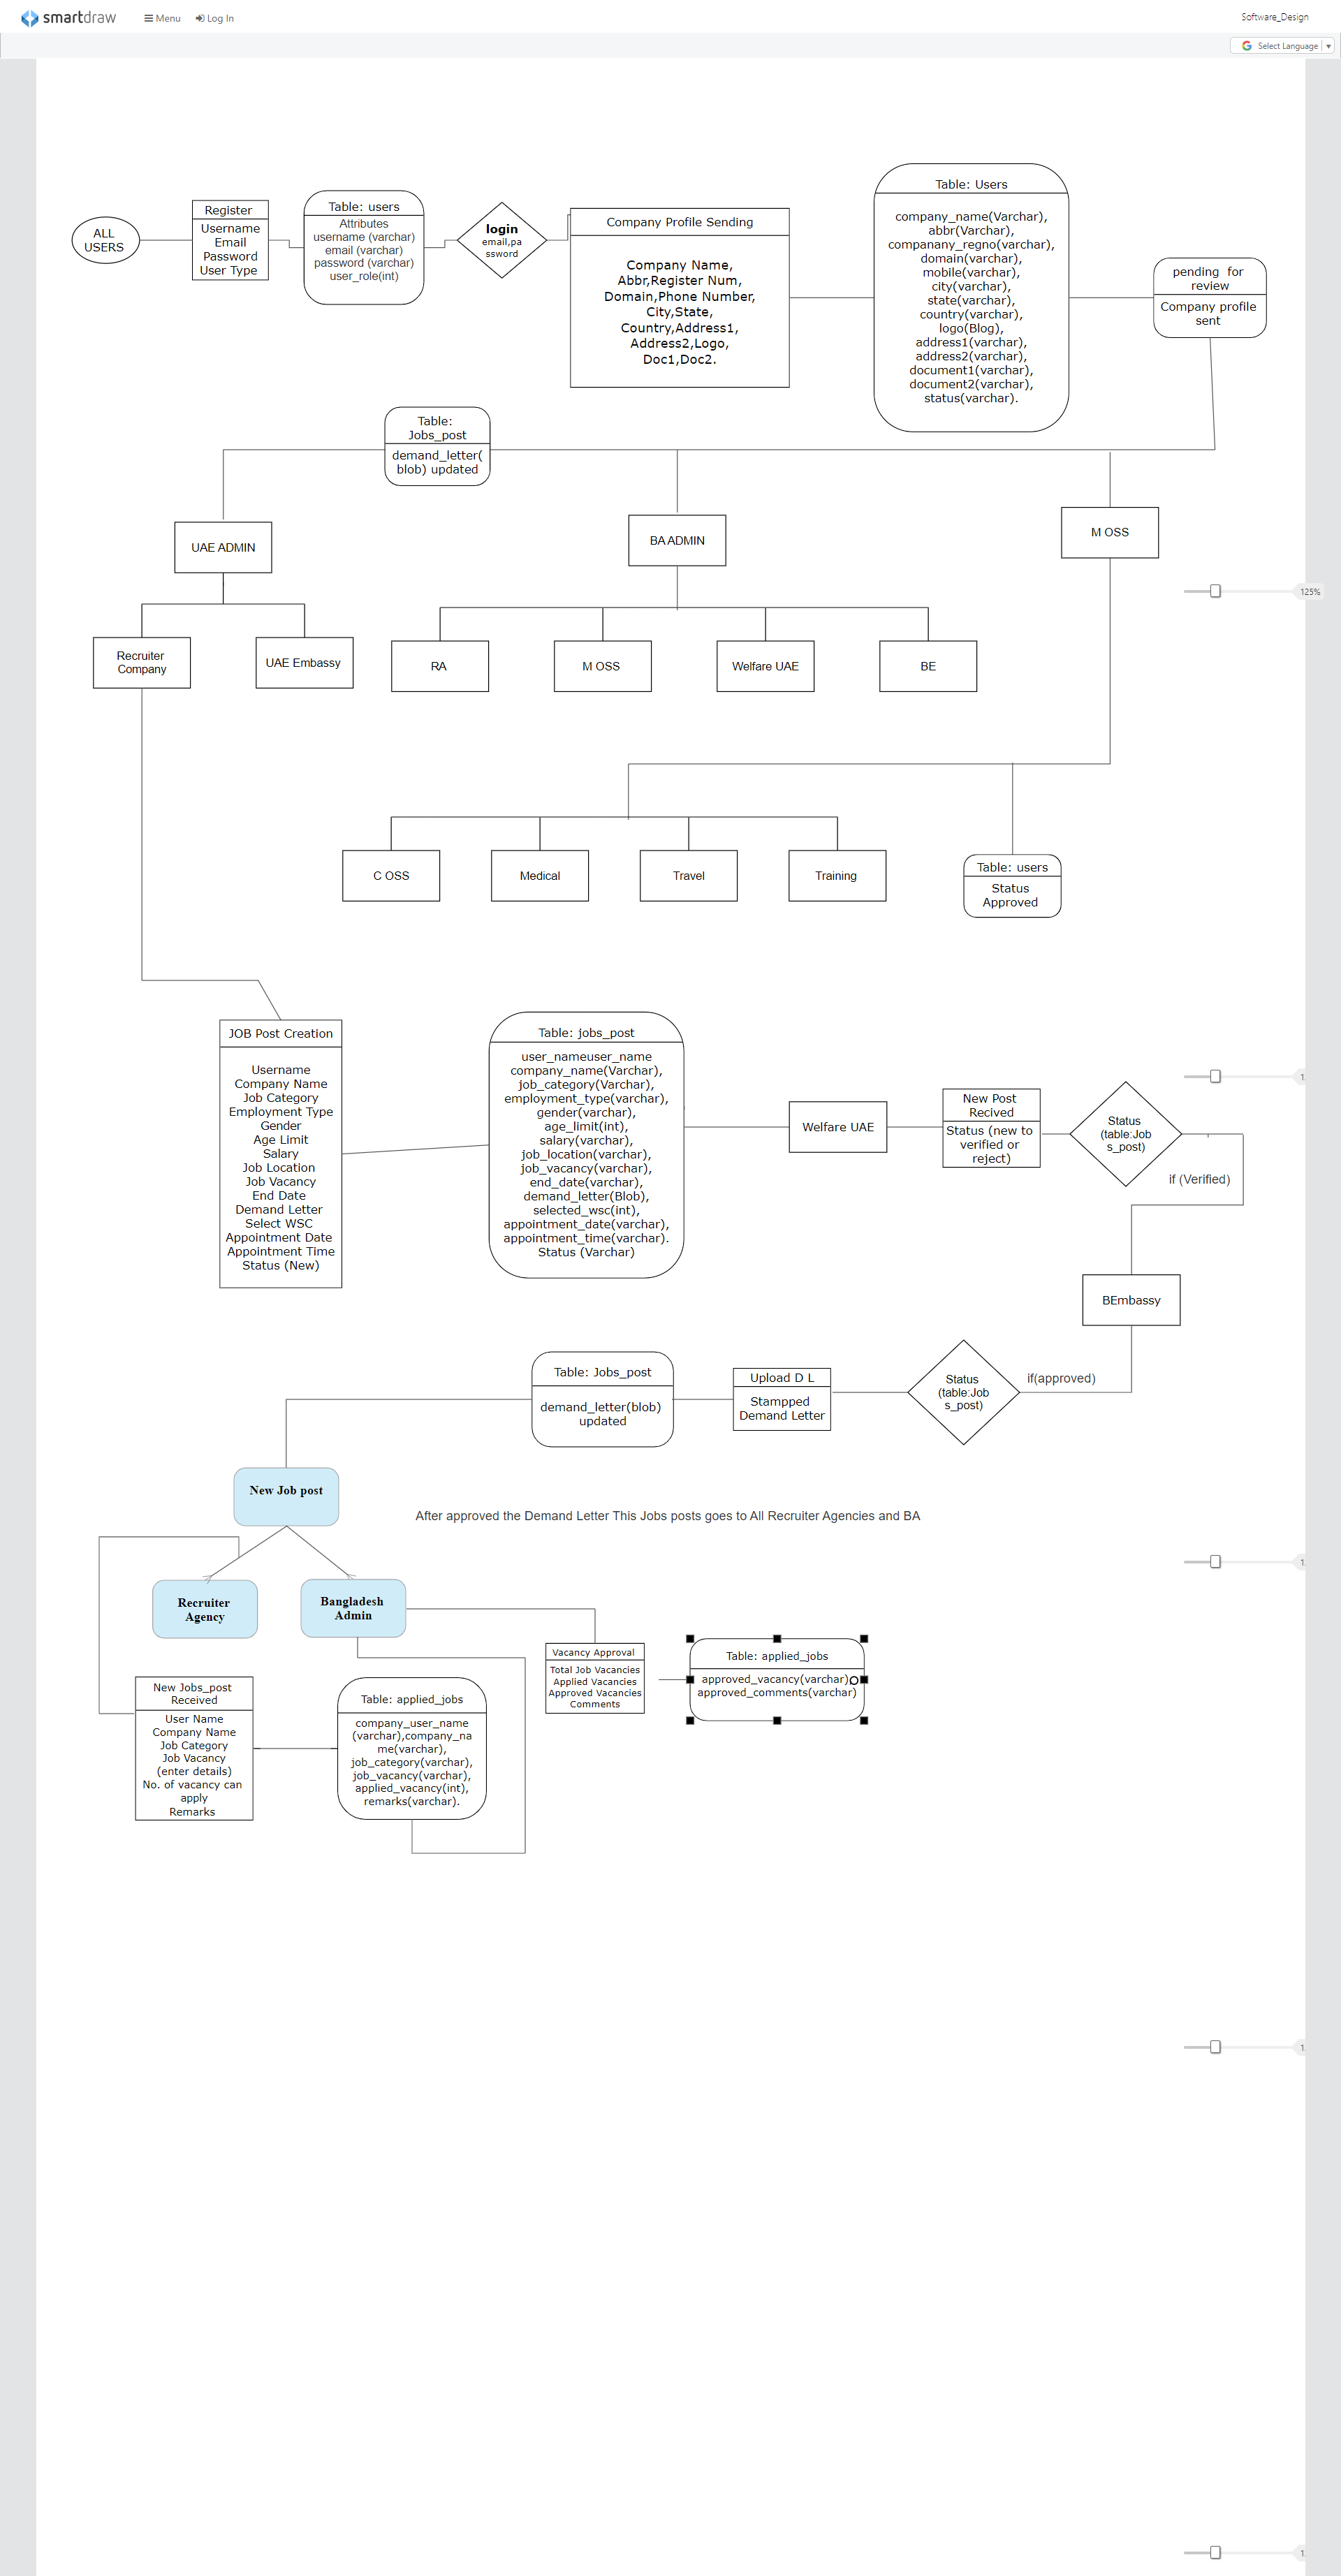 smartdraw
Menu
Log In
Software_Design
Select Language
ALL
USERS
Register
Username
Email
Password
User Type
Table: users
Attributes
username (varchar)
email (varchar)
password (varchar)
user_role(int)
login
email,pa
ssword
Company Profile Sending
Company Name,
Abbr,Register Num,
Domain,Phone Number,
City,State,
Country,Address1,
Address2,Logo,
Doc1,Doc2.
Table: Users
company_name(Varchar),
abbr(Varchar),
companany_regno(varchar),
domain(varchar),
mobile(varchar),
city(varchar),
state(varchar),
country(varchar),
logo(Blog),
address1(varchar),
address2(varchar),
document1(varchar),
document2(varchar),
status(varchar).
pending for
review
Company profile
sent
Table:
Jobs_post
demand_letter(
blob) updated
UAE ADMIN
BA ADMIN
M OSS
125%
Recruiter
Company
UAE Embassy
RA
M OSS
Welfare UAE
BE
C OSS
Medical
Travel
Training
Table: users
Status
Approved
JOB Post Creation
Username
Company Name
Job Category
Employment Type
Gender
Age Limit
Salary
Job Location
Job Vacancy
End Date
Demand Letter
Select WSC
Appointment Date
Appointment Time
Status (New)
Table: jobs_post
user_nameuser_name
company_name(Varchar),
job_category(Varchar),
employment_type(varchar),
gender(varchar),
age_limit(int),
salary(varchar),
job_location(varchar),
job_vacancy(varchar),
end_date(varchar),
demand_letter(Blob),
selected_wsc(int),
appointment_date(varchar),
appointment_time(varchar).
Status (Varchar)
Welfare UAE
New Post
Recived
Status (new to
verified or
reject)
Status
(table:Job
s_post)
if (Verified)
1
BEmbassy
if(approved)
Status
(table:Job
s_post)
Upload D L
Stampped
Demand Letter
Table: Jobs_post
demand_letter(blob)
updated
New Job post
After approved the Demand Letter This Jobs posts goes to All Recruiter Agencies and BA
1
Recruiter
Agency
Bangladesh
Admin
Vacancy Approval
Total Job Vacancies
Applied Vacancies
Approved Vacancies
Comments
Table: applied_jobs
approved_vacancy(varchar)
approved_comments(varchar)
New Jobs_post
Received
User Name
Company Name
Job Category
Job Vacancy
(enter details)
No. of vacancy can
apply
Remarks
Table: applied_jobs
company_user_name
(varchar),company_na
me(varchar),
job_category(varchar),
job_vacancy(varchar),
applied_vacancy(int),
remarks(varchar).
1
1